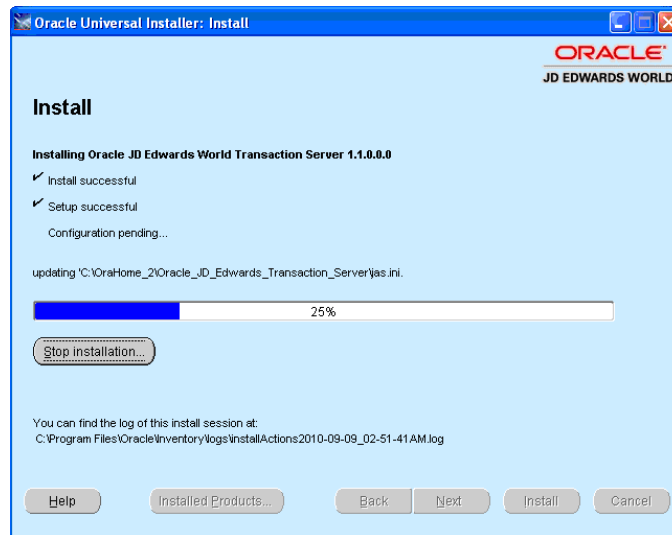 Oracle Universal Installer: Install
ORACLE®
JD EDWARDS WORLD
Install
Installing Oracle JD Edwards World Transaction Server 1.1.0.0.0
Install successful
Setup successful
Configuration pending...
updating 'C:\OraHome_2\Oracle_JD_Edwards_Transaction_Server\jas.ini.
25%
Stop installation...
You can find the log of this install session at:
C:\Program Files\Oracle\Inventory\logs\installActions2010-09-09_02-51-41AM.log
Help Installed Products... Back Next Install Cancel